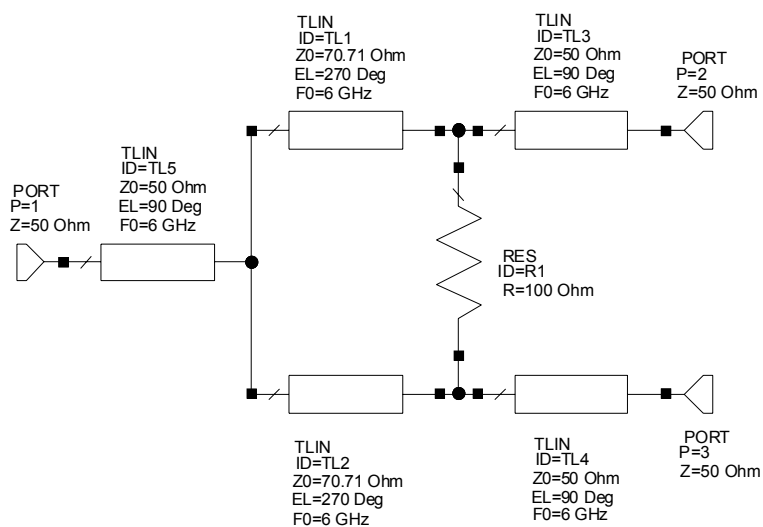 TLIN
ID=TL1
Z0=70.71 Ohm
EL=270 Deg
F0=6 GHz
TLIN
ID=TL3
Z0=50 Ohm
EL=90 Deg
F0=6 GHz
PORT
P=2
Z=50 Ohm
TLIN
ID=TL5
Z0=50 Ohm
EL=90 Deg
F0=6 GHz
PORT
P=1
Z=50 Ohm
RES
ID=R1
R=100 Ohm
TLIN
ID=TL2
Z0=70.71 Ohm
EL=270 Deg
F0=6 GHz
TLIN
ID=TL4
Z0=50 Ohm
EL=90 Deg
F0=6 GHz
PORT
P=3
Z=50 Ohm